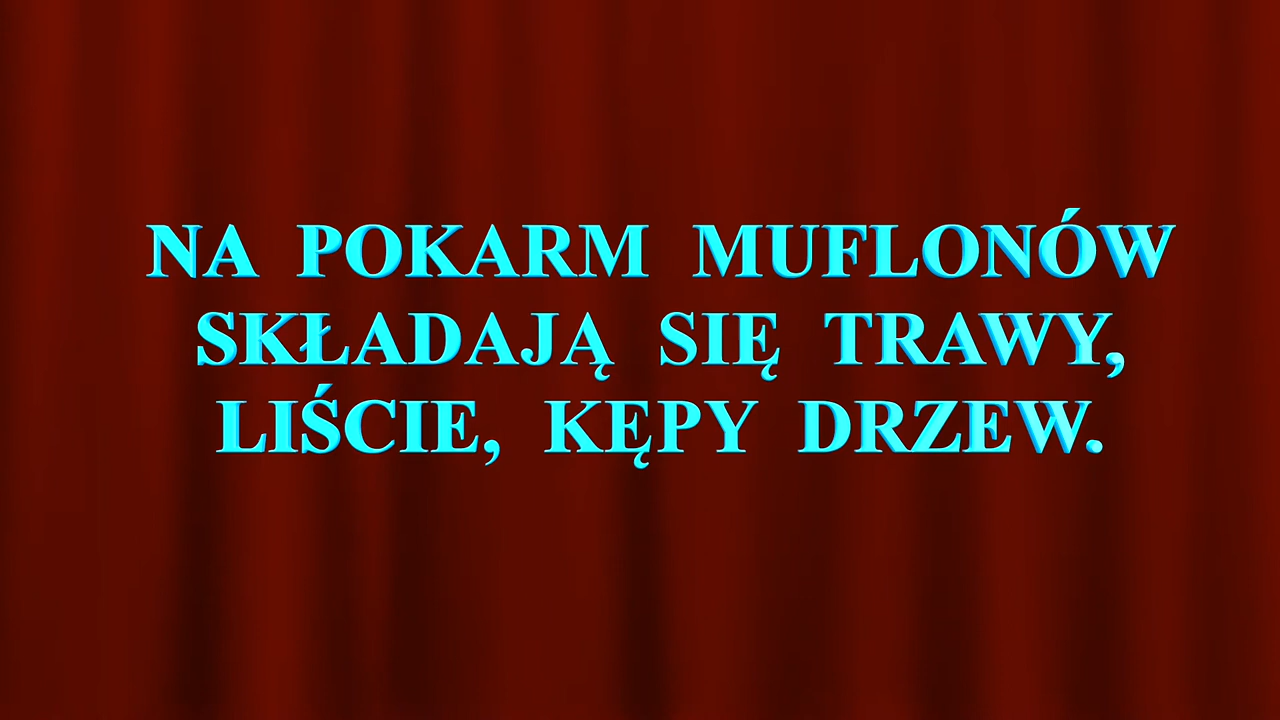 NA POKARM MUFLONÓW
SKŁADAJĄ SIĘ TRAWY,
LIŚCIE, KĘPY DRZEW.